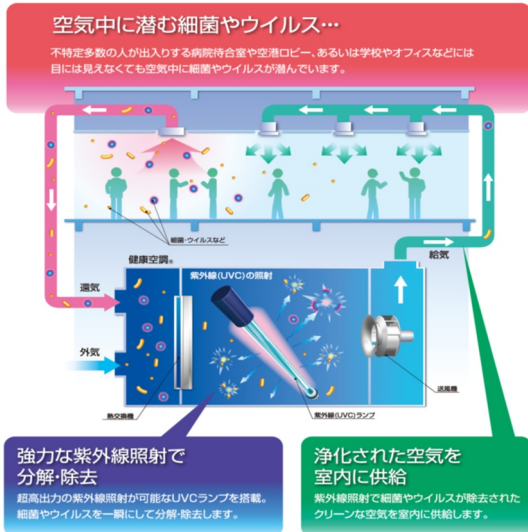 空気中に潜む細菌やウイルス…
不特定多数の人が出入りする病院待合室や空港ロビー、あるいは学校やオフィスなどには
目には見えなくても空気中に細菌やウイルスが潜んでいます。
細菌・ウイルスなど
健康空調®
紫外線(UVC)の照射
給気
還気
外気
熱交換機
紫外線(UVC)ランプ
送風機
強力な紫外線照射で
分解・除去
超高出力の紫外線照射が可能なUVCランプを搭載。
細菌やウイルスを一瞬にして分解・除去します。
浄化された空気を
室内に供給
紫外線照射で細菌やウイルスが除去された
クリーンな空気を室内に供給します。